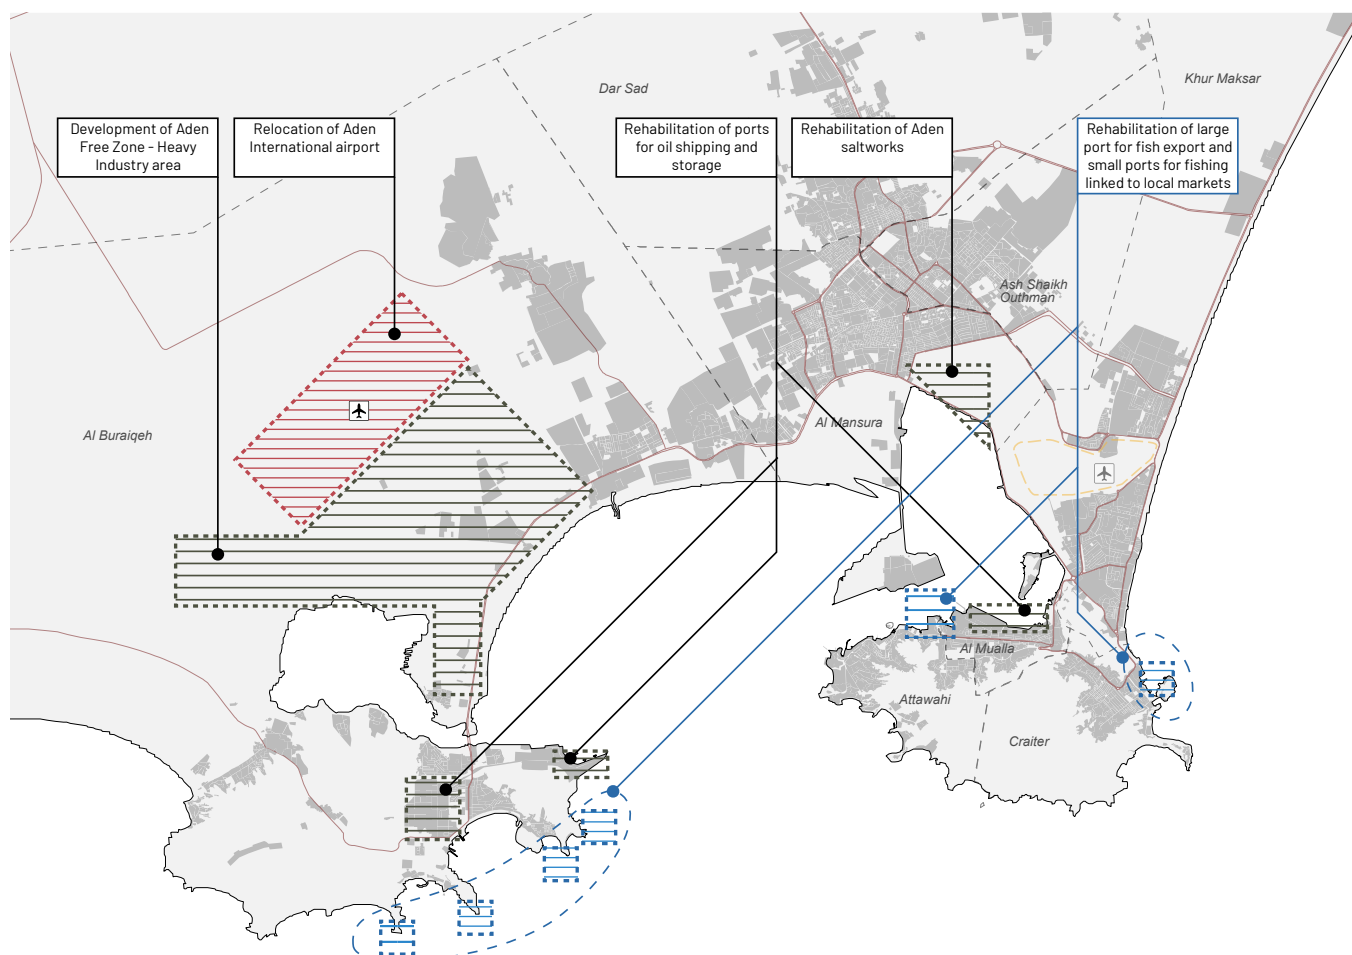 Dar Sad
Khur Maksar
Development of Aden
Free Zone - Heavy
Industry area
Relocation of Aden
International airport
Rehabilitation of ports
for oil shipping and
storage
Rehabilitation of Aden
saltworks
Rehabilitation of large
port for fish export and
small ports for fishing
linked to local markets
Ash Shaikh
Outhman
Al Buraiqeh
Al Mansura
Al Mualla
Attawahi
Craiter